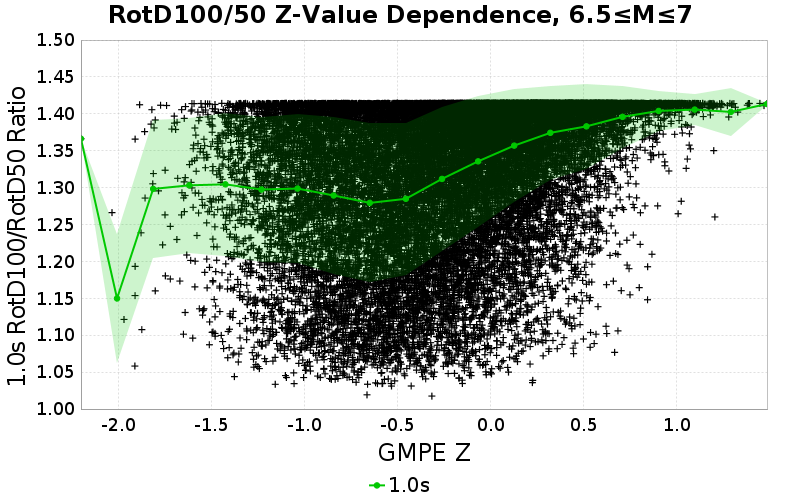 RotD100/50 Z-Value Dependence, 6.5≤M≤7
1.0s RotD100/RotD50 Ratio
1.50
1.45
1.40
1.35
1.30
1.25
1.20
1.15
1.10
1.05
1.00
-2.0 -1.5 -1.0 -0.5 0.0 0.5 1.0
GMPE Z
1.0s